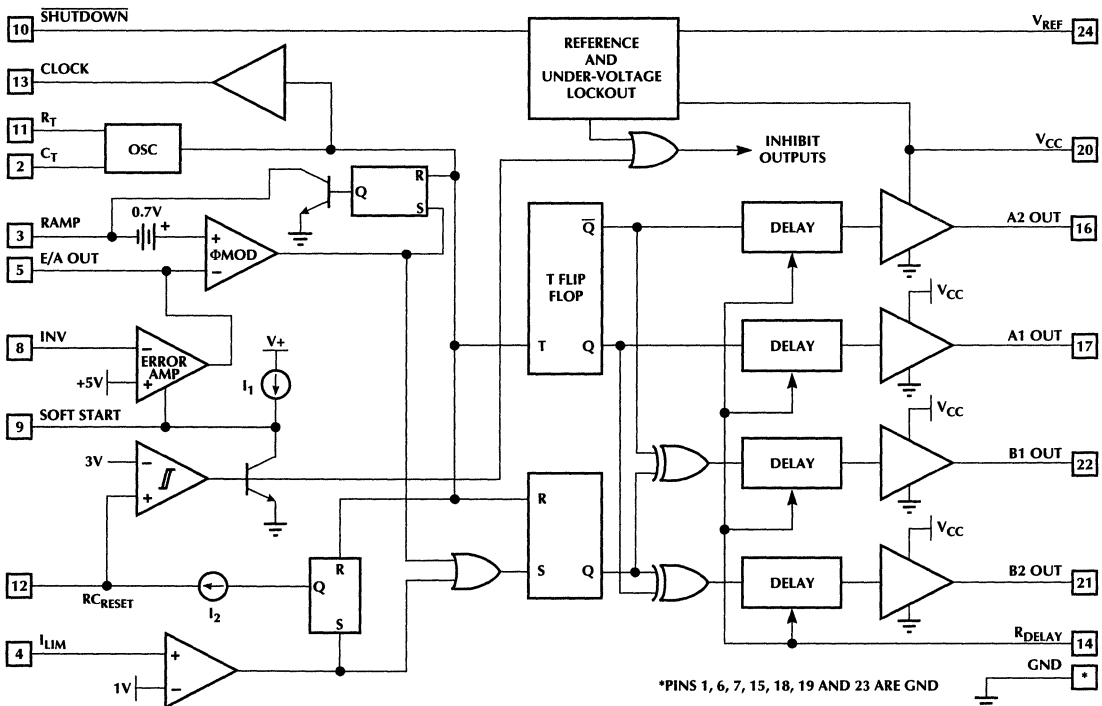 10 SHUTDOWN
REFERENCE
AND
UNDER-VOLTAGE
LOCKOUT
VREF 24
13 CLOCK
11 RT
OSC
2 CT
INHIBIT
OUTPUTS
VCC 20
R
Q
S
3 RAMP
0.7V
+
+
ΦMOD
−
5 E/A OUT
T FLIP
FLOP
Q̅
T Q
DELAY
A2 OUT 16
VCC
DELAY
A1 OUT 17
8 INV
−
ERROR
AMP
+5V +
V+
I1
9 SOFT START
3V −
+
VCC
DELAY
B1 OUT 22
R
S Q
12
RCRESET
I2
R
Q
S
VCC
DELAY
B2 OUT 21
4 ILIM
+
1V −
RDELAY 14
GND *
*PINS 1, 6, 7, 15, 18, 19 AND 23 ARE GND